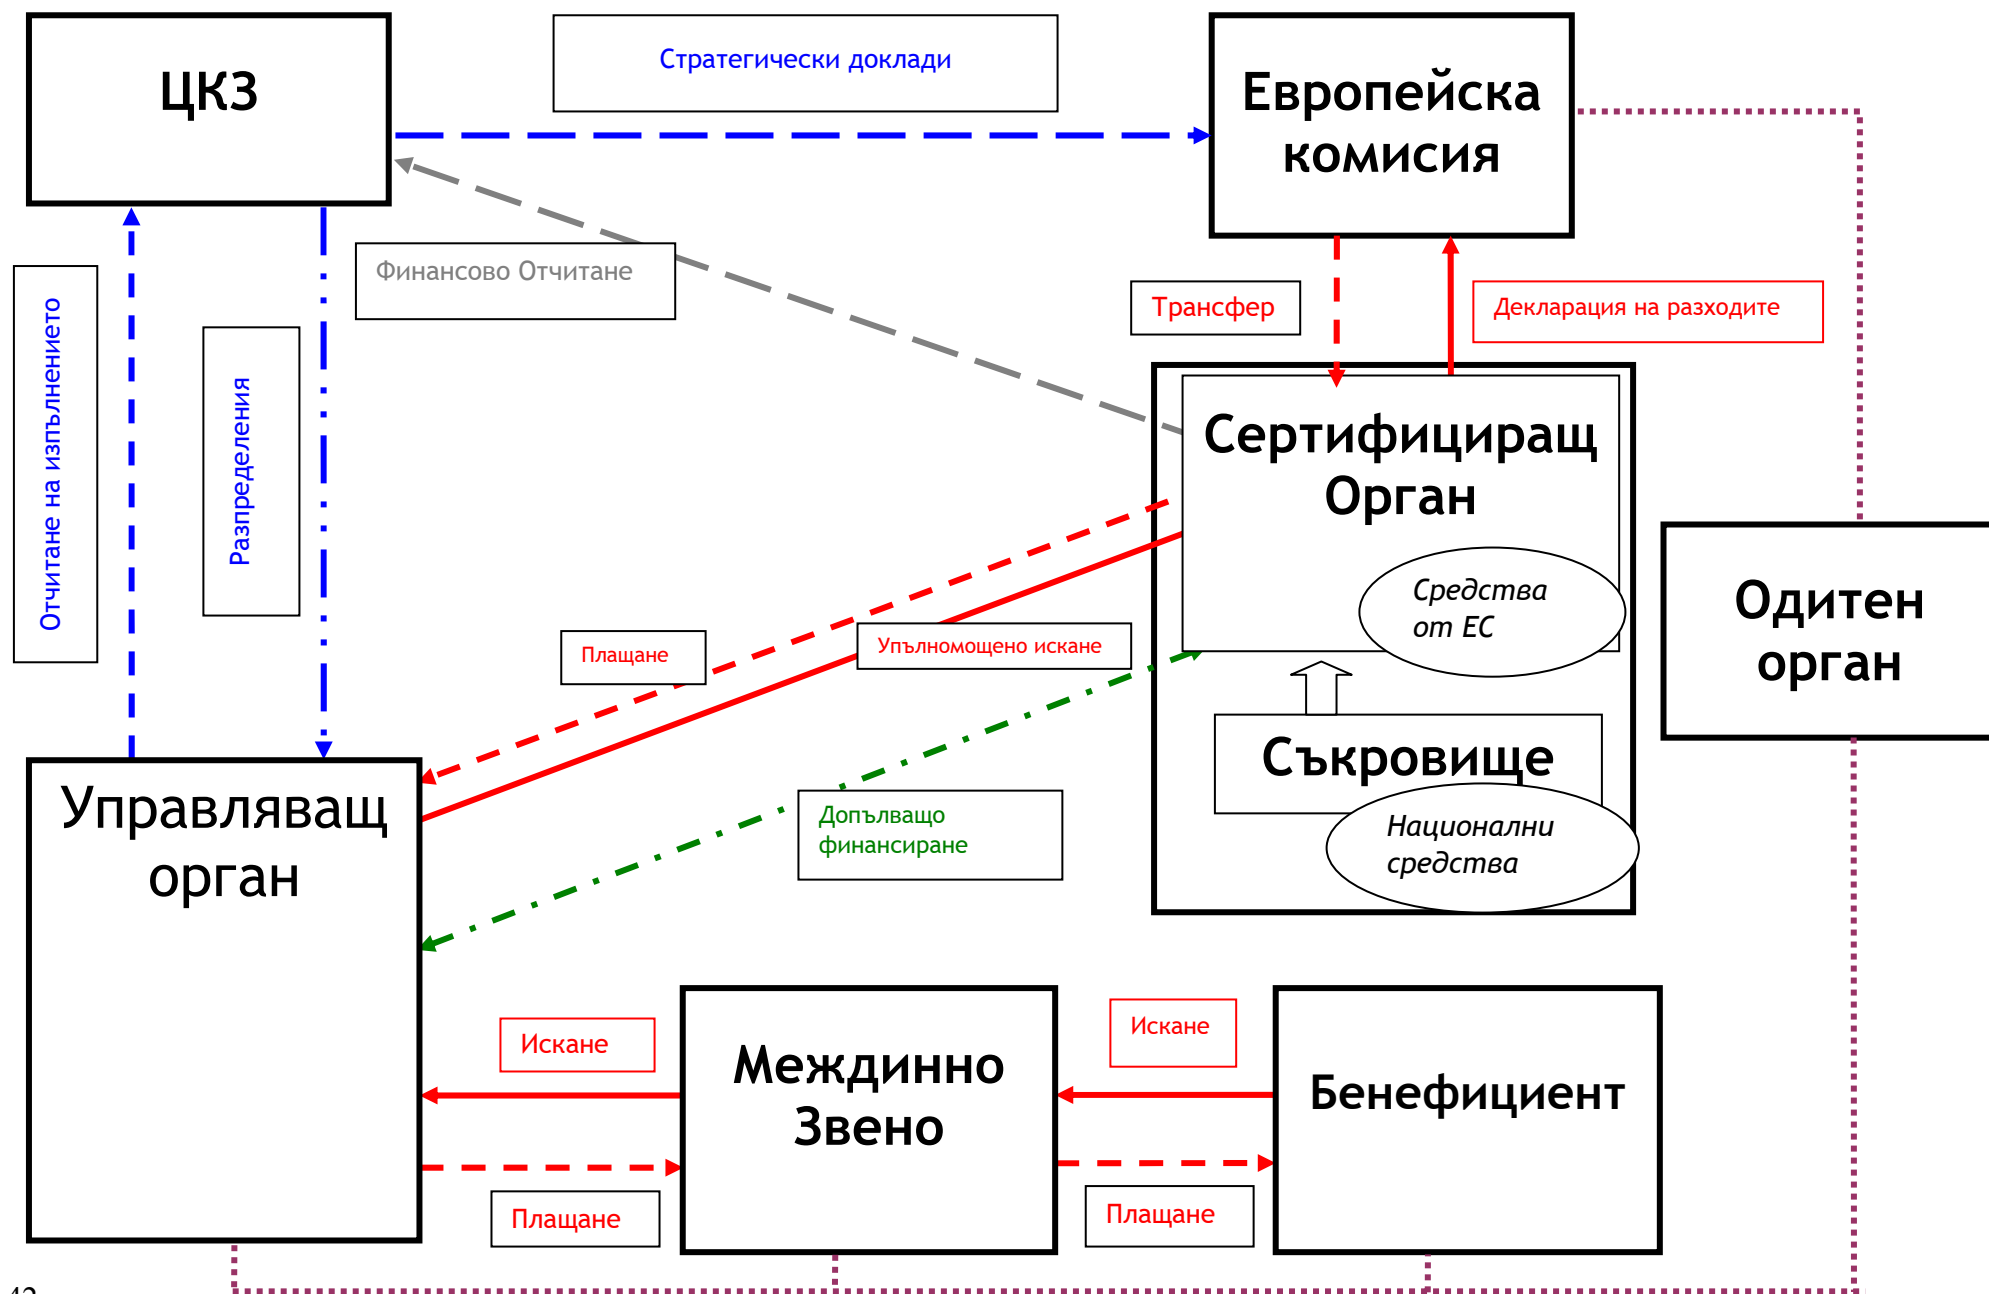 ЦКЗ
Стратегически доклади
Европейска
комисия
Финансово Отчитане
Трансфер
Декларация на разходите
Отчитане на изпълнението
Разпределения
Сертифициращ
Орган
Средства
от ЕС
Одитен
орган
Плащане
Упълномощено искане
Съкровище
Национални
средства
Управляващ
орган
Допълващо
финансиране
Искане
Междинно
Звено
Искане
Бенефициент
Плащане
Плащане